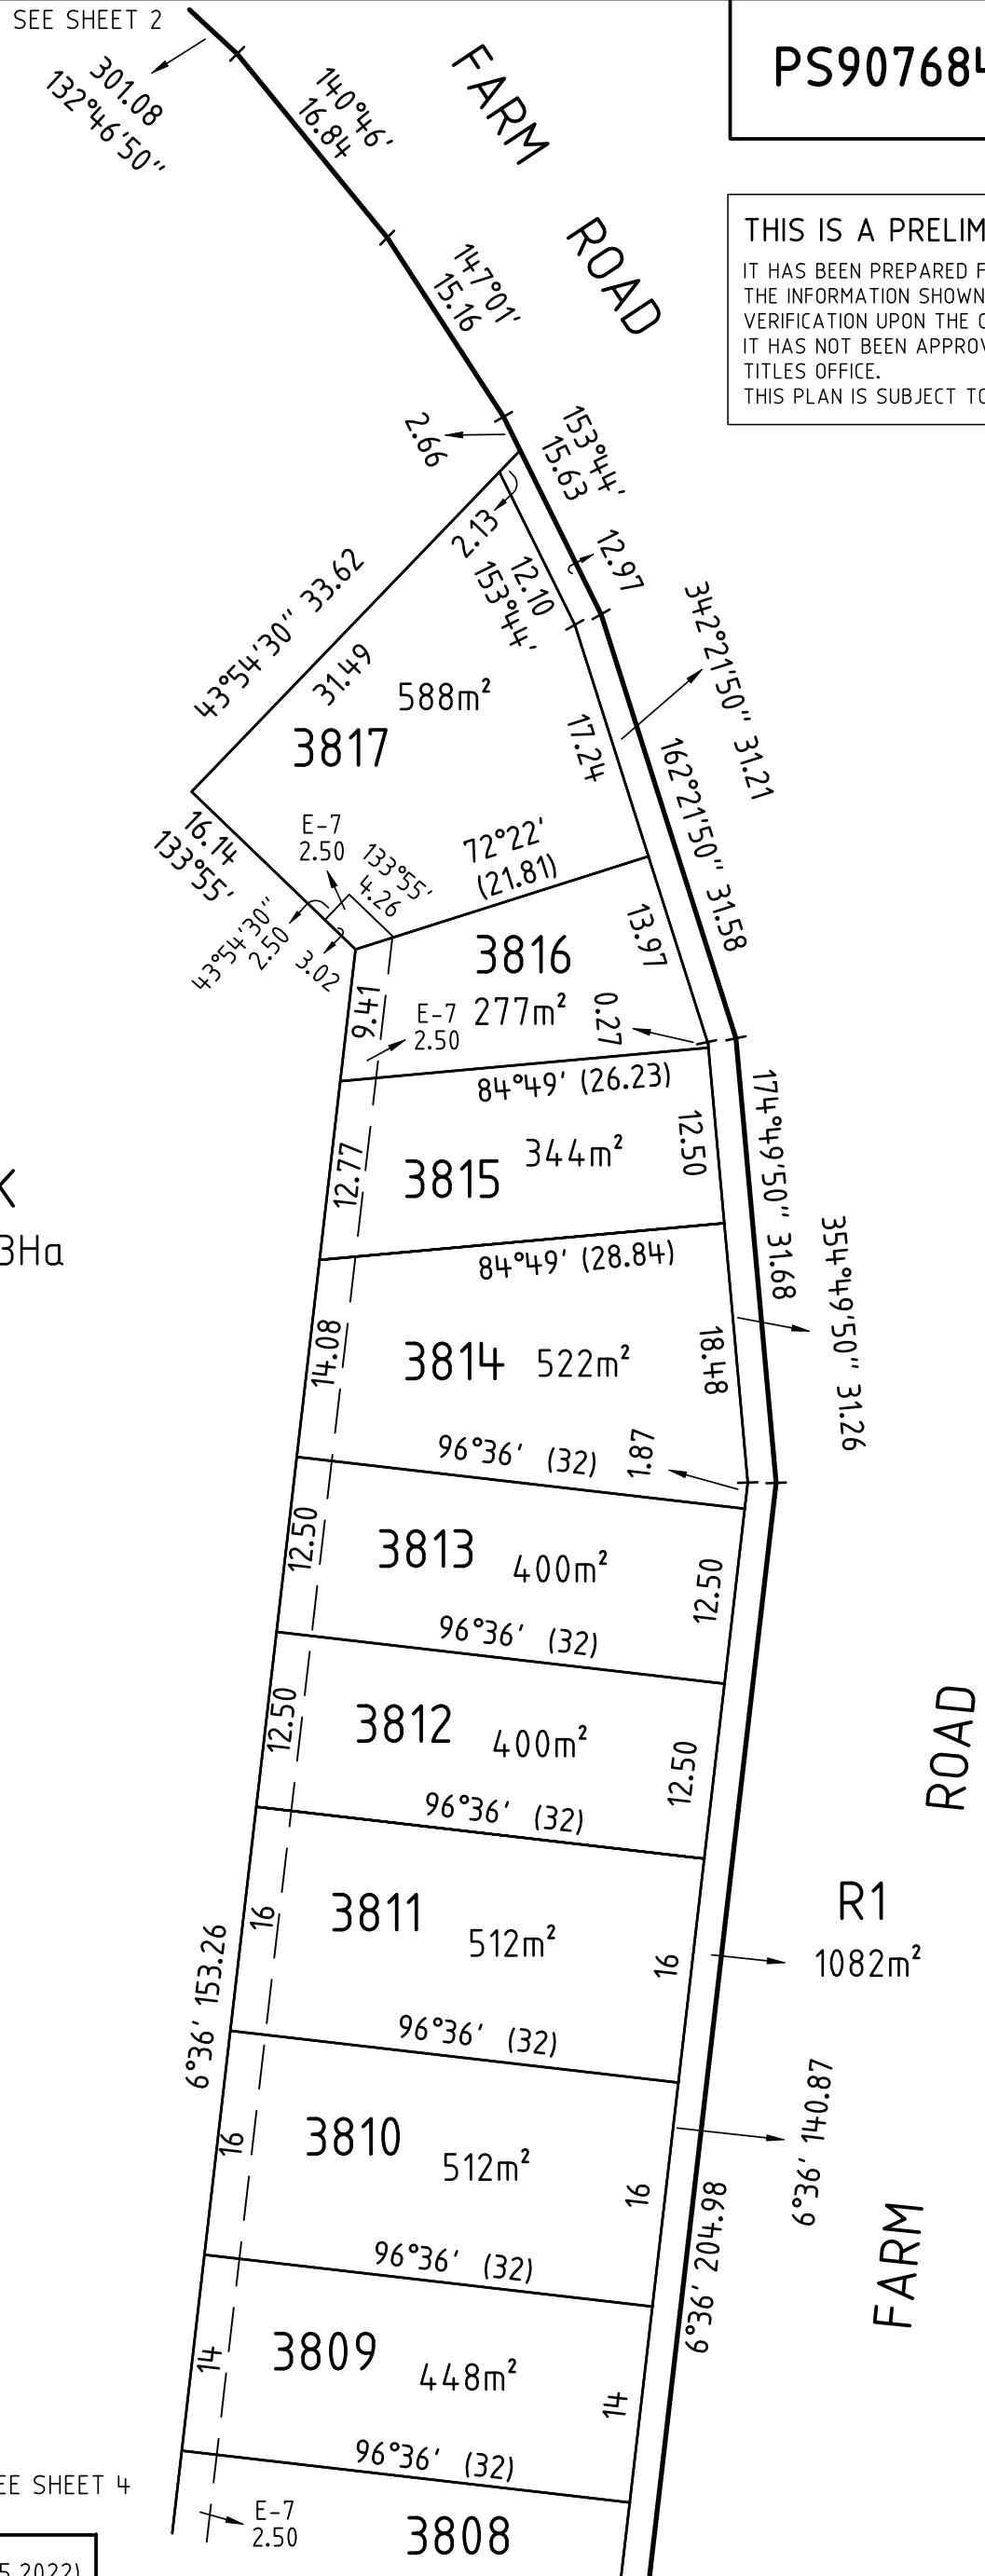 SEE SHEET 2
PS907684
301.08
132°46'50"
140°46'
16.84
FARM
ROAD
THIS IS A PRELIM
IT HAS BEEN PREPARED F
THE INFORMATION SHOWN
VERIFICATION UPON THE
IT HAS NOT BEEN APPROV
TITLES OFFICE.
THIS PLAN IS SUBJECT TO
147°01'
15.16
2.66
153°44'
15.63
2.13
12.10
153°44'
12.97
43°54'30" 33.62
31.49
342°21'50" 31.21
588m²
3817
17.24
162°21'50" 31.58
16.14
133°55'
E-7
2.50
133°55'
4.26
72°22'
(21.81)
43°54'30"
2.50
3.02
3816
277m²
13.97
9.41
E-7
2.50
0.27
84°49' (26.23)
174°49'50" 31.68
12.77
3815
344m²
12.50
3Ha
84°49' (28.84)
354°49'50" 31.26
14.08
3814
522m²
18.48
96°36' (32)
1.87
12.50
3813
400m²
12.50
96°36' (32)
12.50
3812
400m²
12.50
ROAD
96°36' (32)
16
3811
512m²
16
R1
1082m²
6°36' 153.26
96°36' (32)
16
3810
512m²
16
6°36' 140.87
6°36' 204.98
FARM
96°36' (32)
14
3809
448m²
14
96°36' (32)
EE SHEET 4
E-7
2.50
3808
5.2022)